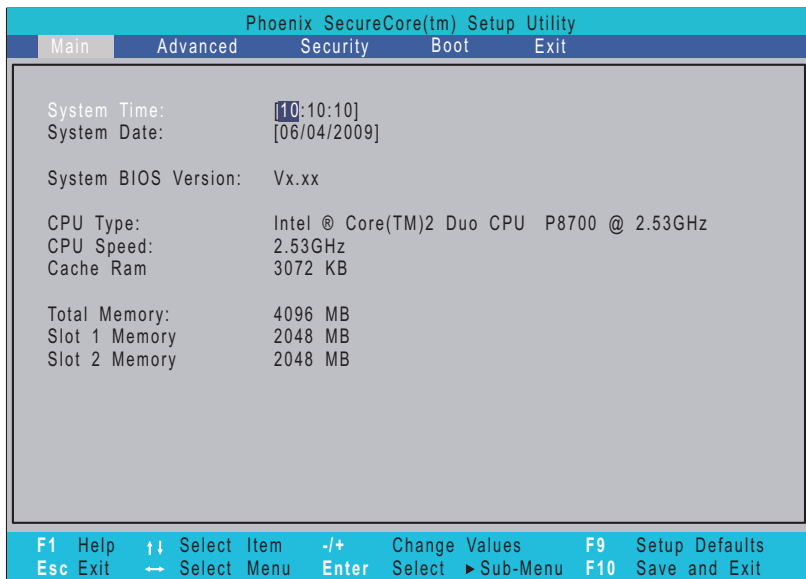 Phoenix SecureCore(tm) Setup Utility
Main Advanced Security Boot Exit
System Time: [10:10:10]
System Date: [06/04/2009]
System BIOS Version: Vx.xx
CPU Type: Intel ® Core(TM)2 Duo CPU P8700 @ 2.53GHz
CPU Speed: 2.53GHz
Cache Ram 3072 KB
Total Memory: 4096 MB
Slot 1 Memory 2048 MB
Slot 2 Memory 2048 MB
F1 Help ↑↓ Select Item -/+ Change Values F9 Setup Defaults
Esc Exit ↔ Select Menu Enter Select ▶ Sub-Menu F10 Save and Exit